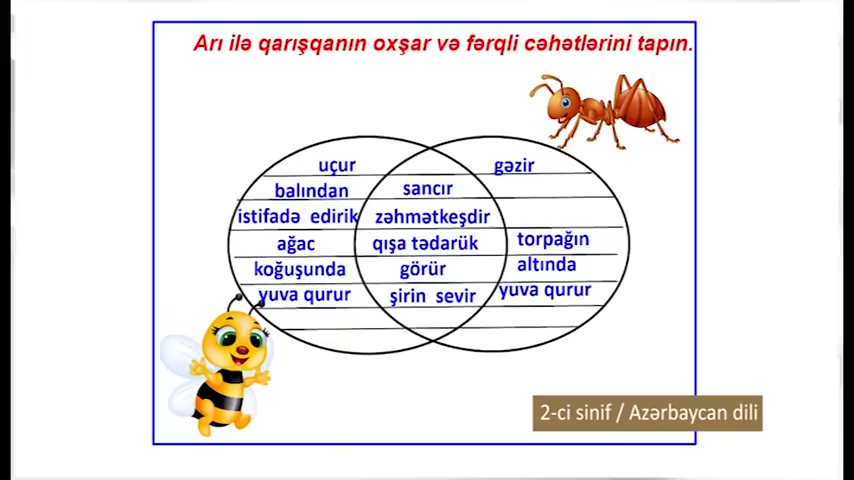 Arı ilə qarışqanın oxşar və fərqli cəhətlərini tapın.
uçur
balından
istifadə edirik
ağac
koğuşunda
yuva qurur
sancır
zəhmətkeşdir
qışa tədarük
görür
şirin sevir
gəzir
torpağın
altında
yuva qurur
2-ci sinif / Azərbaycan dili